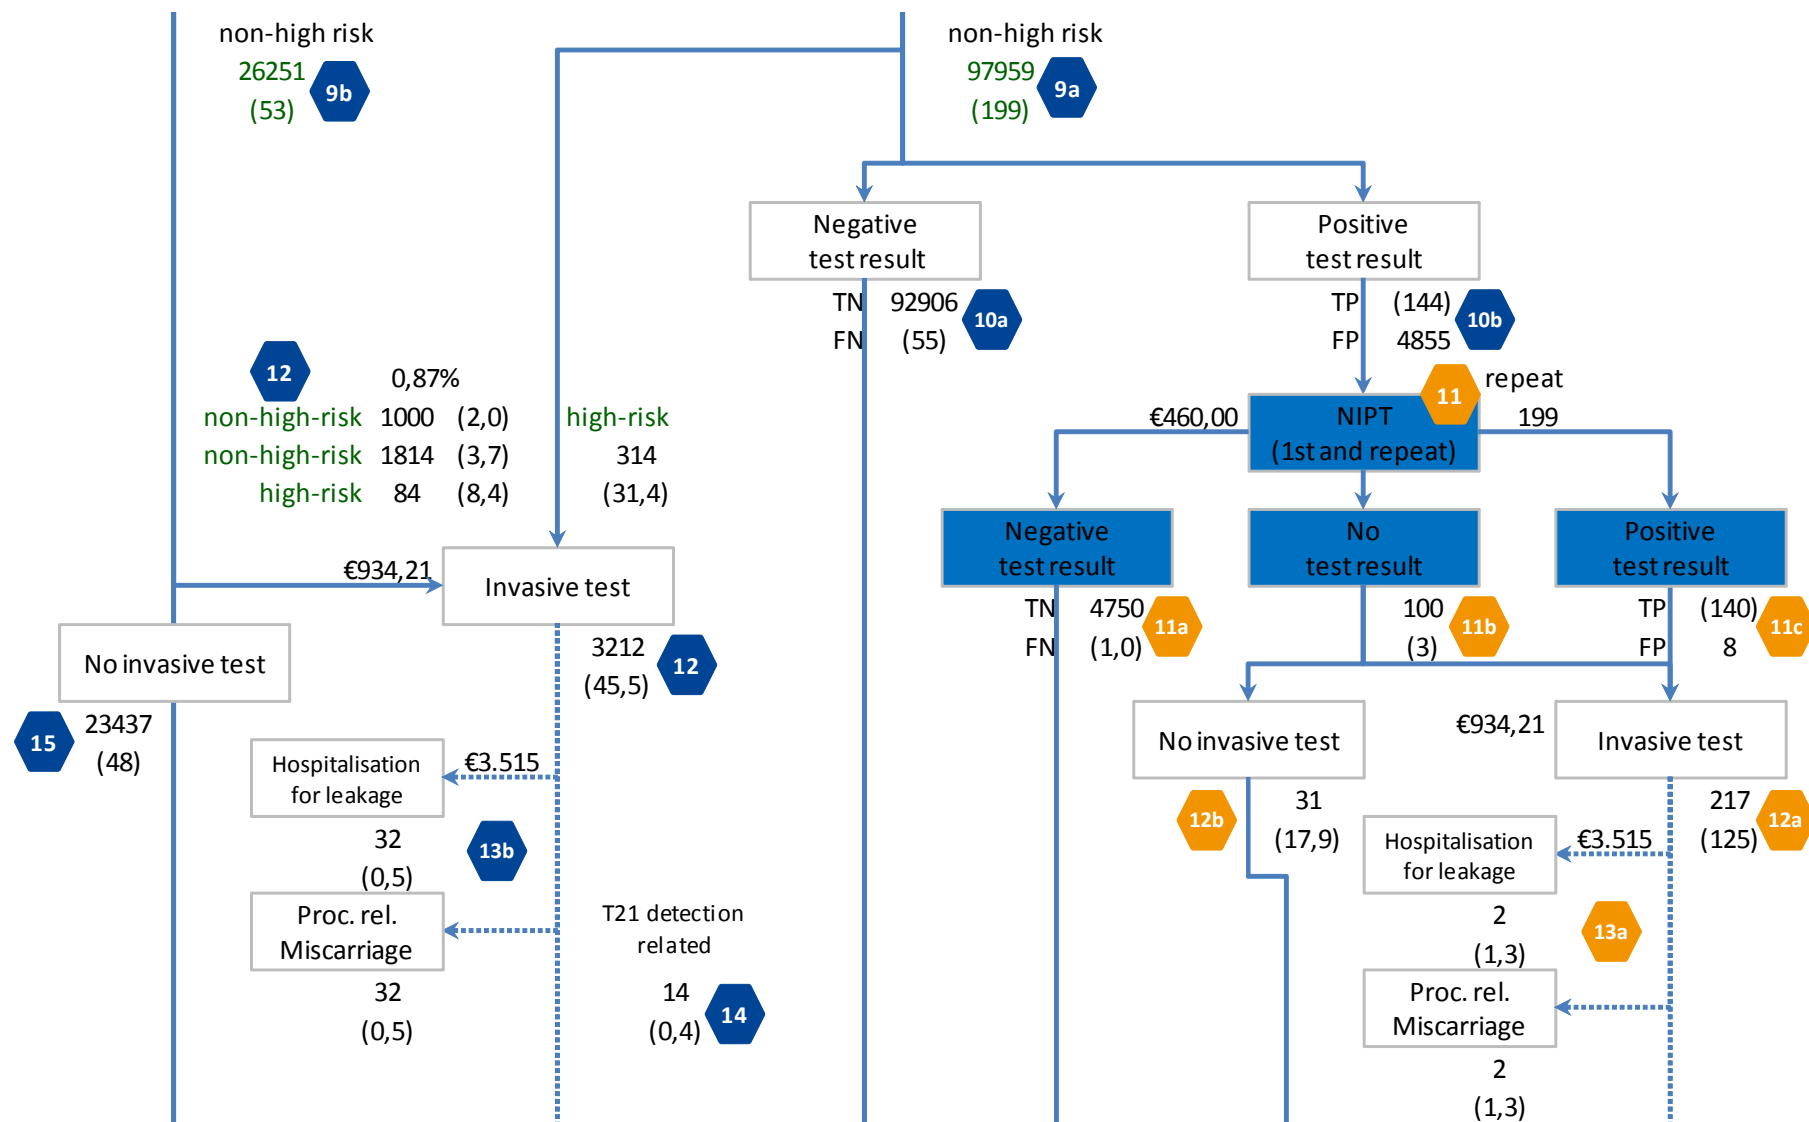 non-high risk
26251
(53)
9b
non-high risk
97959
(199)
9a
Negative
test result
TN 92906
FN (55)
10a
Positive
test result
TP (144)
FP 4855
10b
12
0,87%
non-high-risk 1000 (2,0)
non-high-risk 1814 (3,7)
high-risk 84 (8,4)
high-risk
314
(31,4)
€460,00
NIPT
(1st and repeat)
11
repeat
199
Negative
test result
TN 4750
FN (1,0)
11a
No
test result
100
(3)
11b
Positive
test result
TP (140)
FP 8
11c
€934,21
Invasive test
3212
(45,5)
12
No invasive test
23437
(48)
15
No invasive test
31
(17,9)
12b
€934,21
Invasive test
217
(125)
12a
Hospitalisation
for leakage
€3.515
32
(0,5)
13b
Proc. rel.
Miscarriage
32
(0,5)
T21 detection
related
14
(0,4)
14
Hospitalisation
for leakage
€3.515
2
(1,3)
13a
Proc. rel.
Miscarriage
2
(1,3)